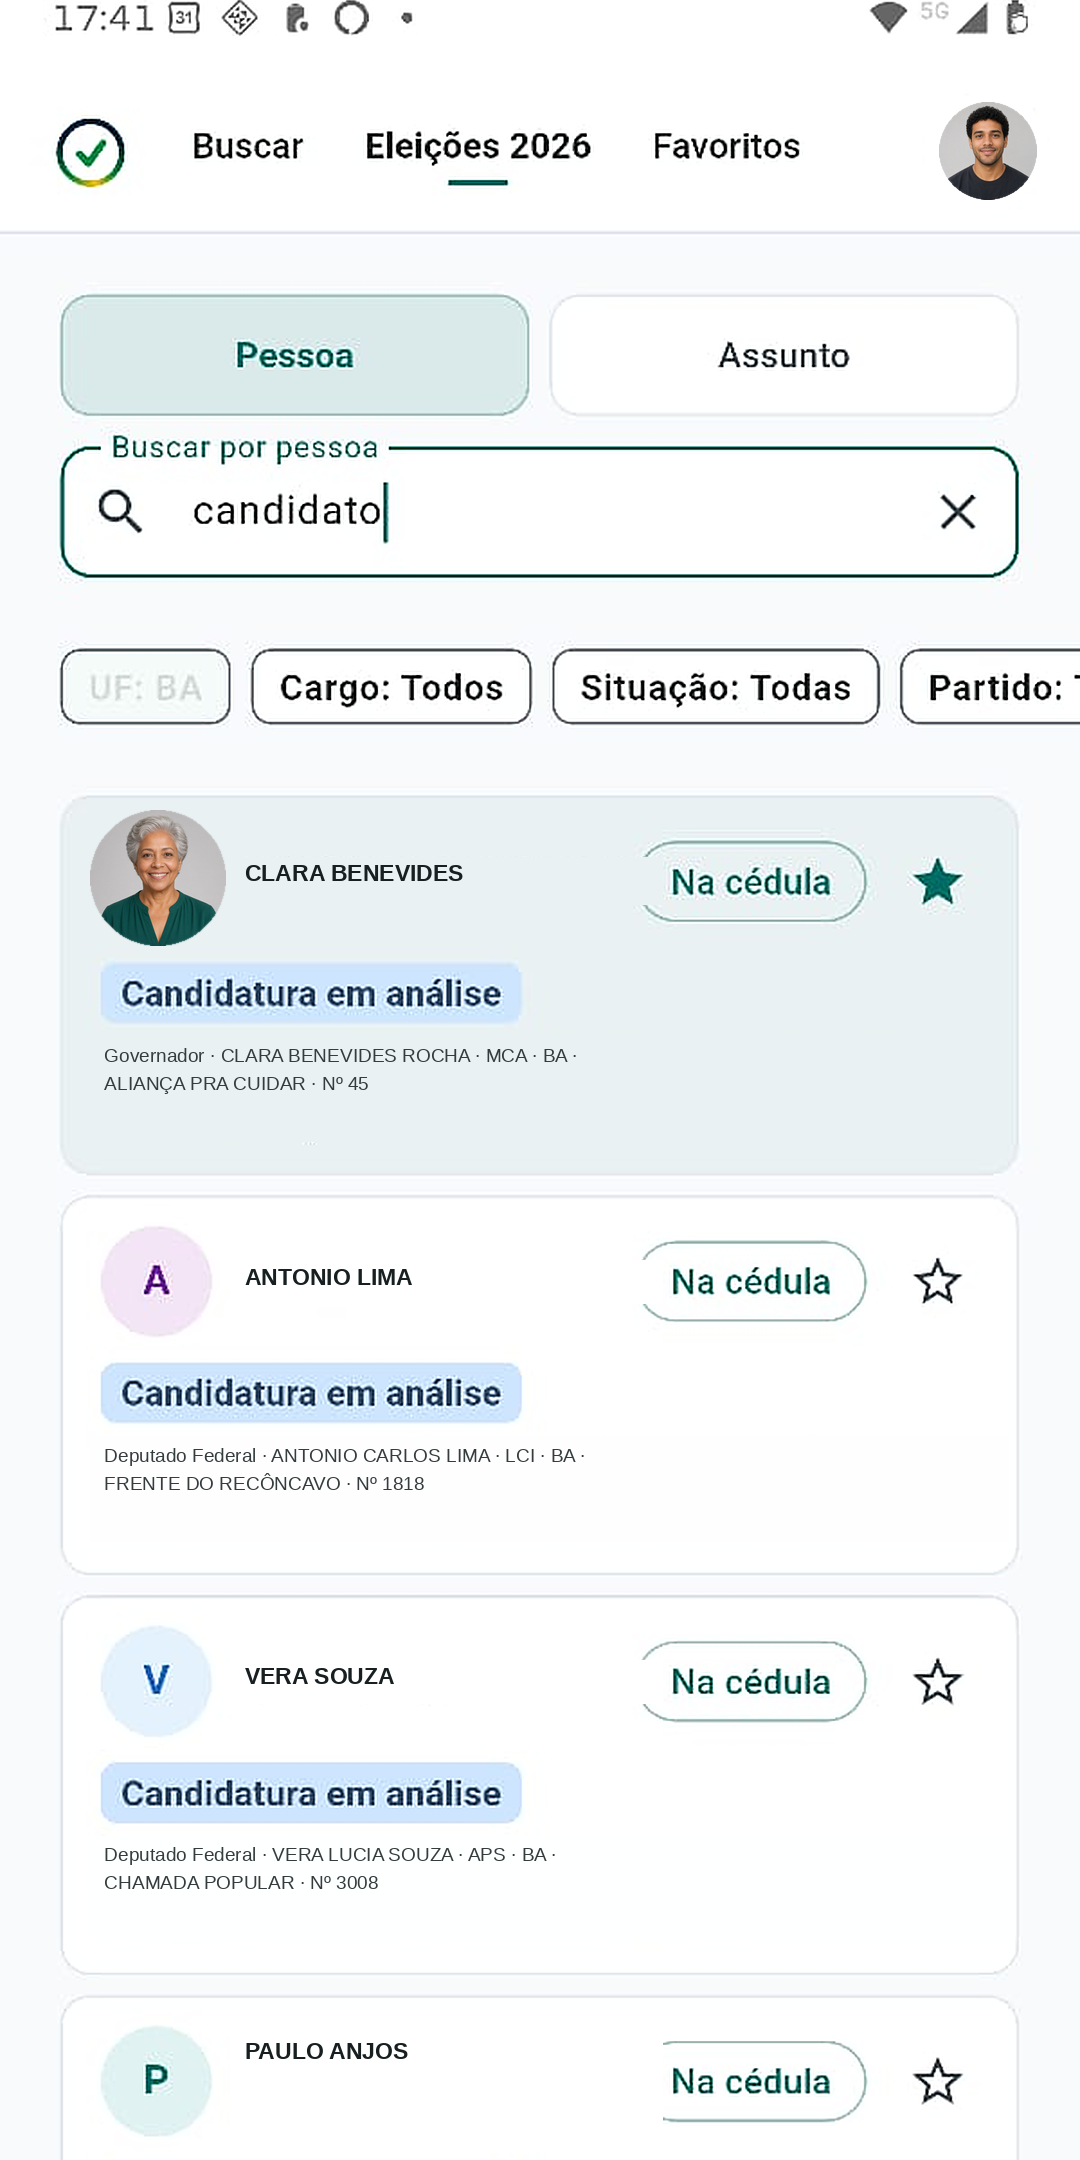 17:41 31 5G
Buscar Eleições 2026 Favoritos
Pessoa Assunto
Buscar por pessoa
candidato
UF: BA Cargo: Todos Situação: Todas Partido: T
CLARA BENEVIDES Na cédula
Candidatura em análise
Governador · CLARA BENEVIDES ROCHA · MCA · BA ·
ALIANÇA PRA CUIDAR · Nº 45
A ANTONIO LIMA Na cédula
Candidatura em análise
Deputado Federal · ANTONIO CARLOS LIMA · LCI · BA ·
FRENTE DO RECÔNCAVO · Nº 1818
V VERA SOUZA Na cédula
Candidatura em análise
Deputado Federal · VERA LUCIA SOUZA · APS · BA ·
CHAMADA POPULAR · Nº 3008
P PAULO ANJOS Na cédula